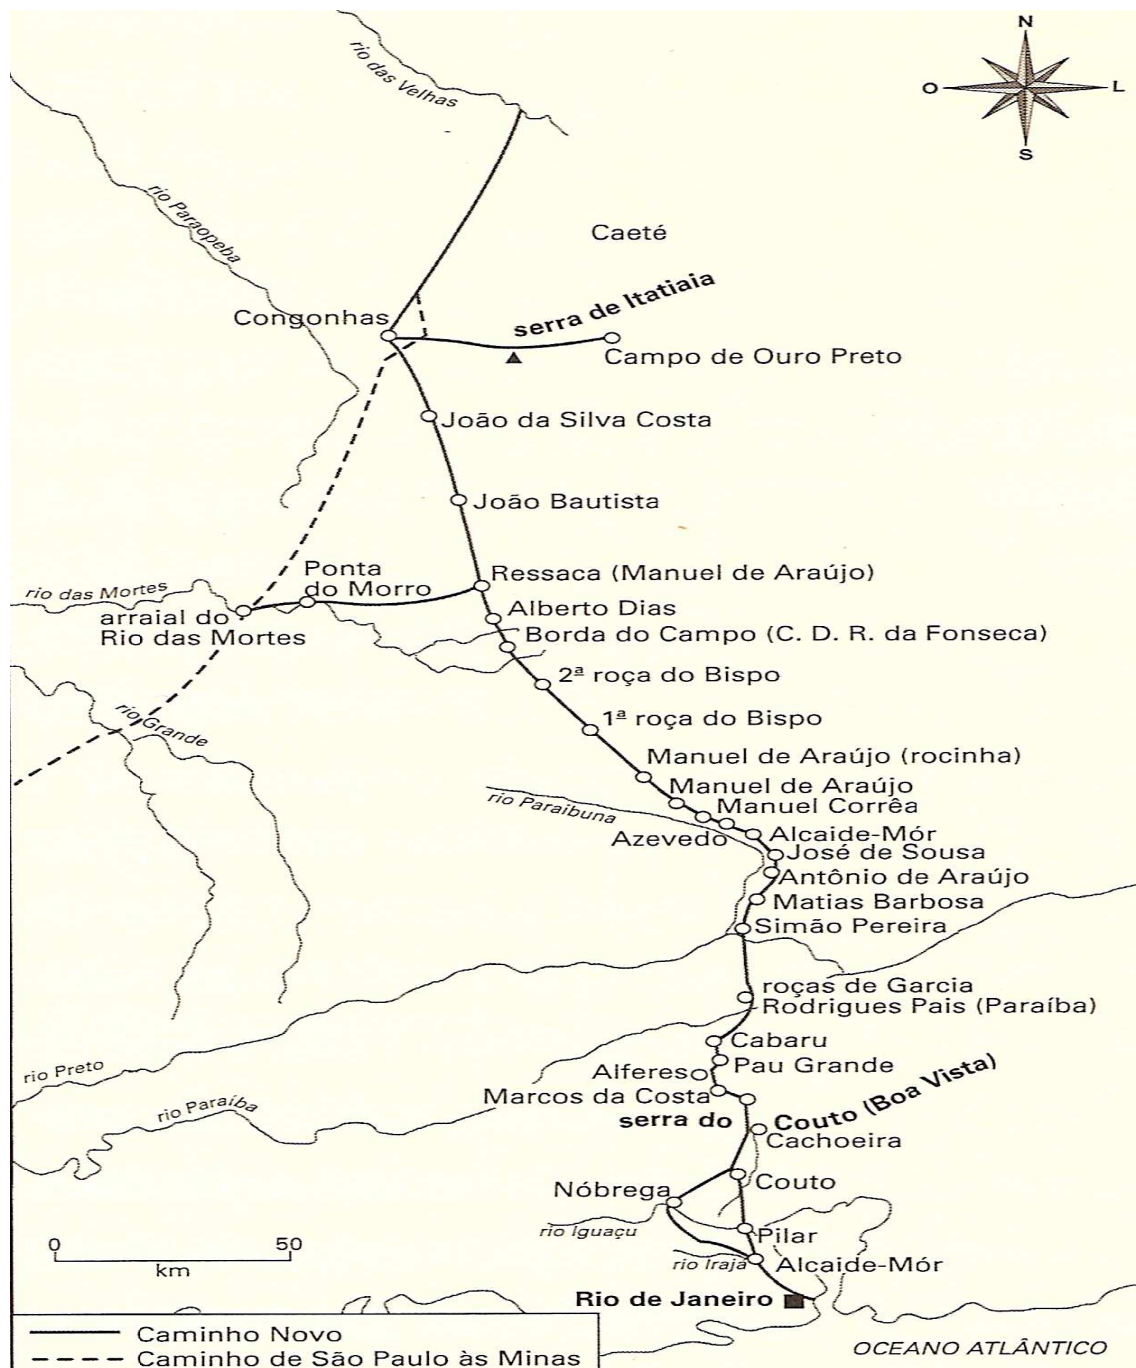 N
O
L
S
rio das Velhas
rio Paraopeba
Caeté
serra de Itatiaia
Congonhas
Campo de Ouro Preto
João da Silva Costa
João Bautista
Ponta
do Morro
Ressaca (Manuel de Araújo)
rio das Mortes
arraial do
Rio das Mortes
Alberto Dias
Borda do Campo (C. D. R. da Fonseca)
2ª roça do Bispo
rio Grande
1ª roça do Bispo
Manuel de Araújo (rocinha)
Manuel de Araújo
rio Paraibuna
Manuel Corrêa
Azevedo
Alcaide-Mór
José de Sousa
Antônio de Araújo
Matias Barbosa
Simão Pereira
roças de Garcia
Rodrigues Pais (Paraíba)
Cabaru
rio Preto
Pau Grande
Alferes
Marcos da Costa
rio Paraíba
serra do Couto (Boa Vista)
Cachoeira
Couto
Nóbrega
rio Iguaçu
Pilar
0 50
km
rio Irajá
Alcaide-Mór
Rio de Janeiro
Caminho Novo
Caminho de São Paulo às Minas
OCEANO ATLÂNTICO